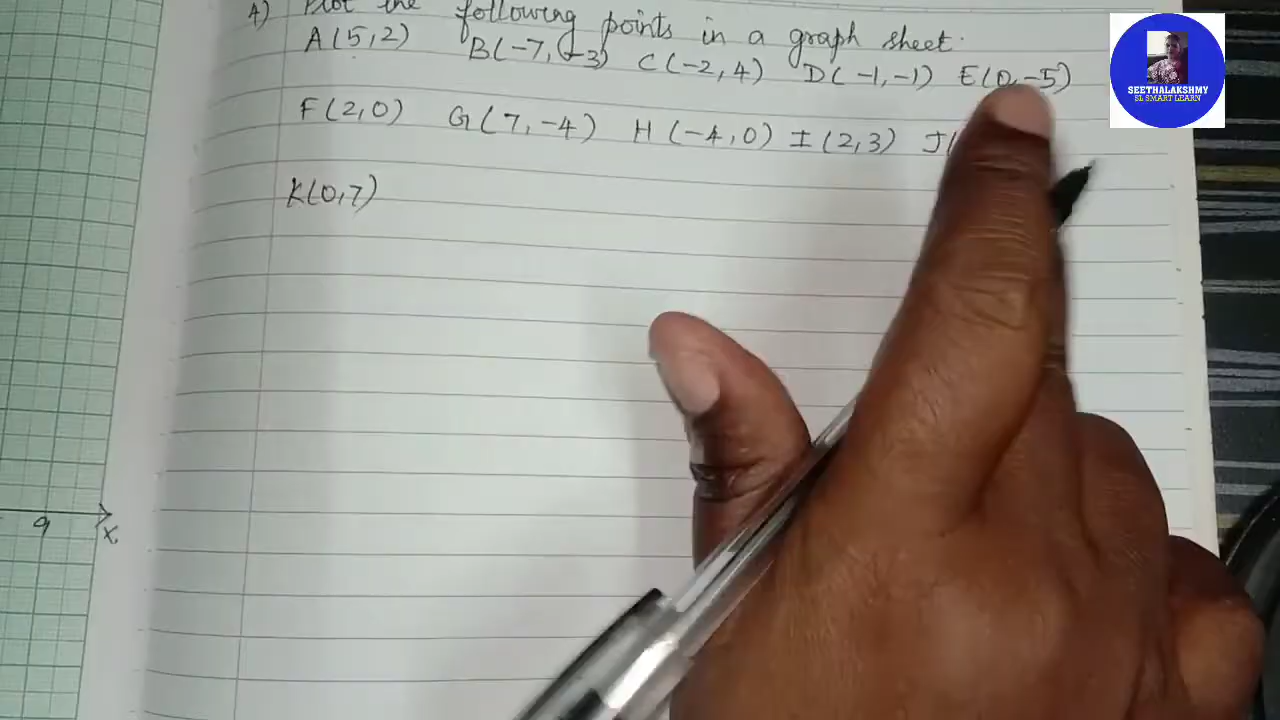 4) Plot the following points in a graph sheet.
A(5,2) B(-7,-3) C(-2,4) D(-1,-1) E(0,-5)
F(2,0) G(7,-4) H(-4,0) I(2,3) J(
K(0,7)
9
X
SEETHALAKSHMY
SL SMART LEARN